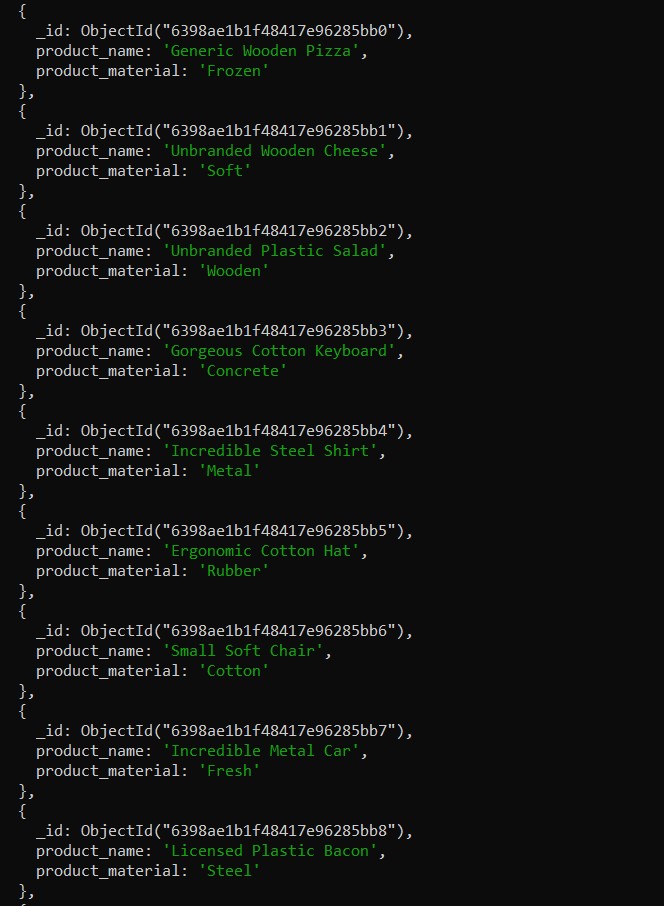 {
_id: ObjectId("6398ae1b1f48417e96285bb0"),
product_name: 'Generic Wooden Pizza',
product_material: 'Frozen'
},
{
_id: ObjectId("6398ae1b1f48417e96285bb1"),
product_name: 'Unbranded Wooden Cheese',
product_material: 'Soft'
},
{
_id: ObjectId("6398ae1b1f48417e96285bb2"),
product_name: 'Unbranded Plastic Salad',
product_material: 'Wooden'
},
{
_id: ObjectId("6398ae1b1f48417e96285bb3"),
product_name: 'Gorgeous Cotton Keyboard',
product_material: 'Concrete'
},
{
_id: ObjectId("6398ae1b1f48417e96285bb4"),
product_name: 'Incredible Steel Shirt',
product_material: 'Metal'
},
{
_id: ObjectId("6398ae1b1f48417e96285bb5"),
product_name: 'Ergonomic Cotton Hat',
product_material: 'Rubber'
},
{
_id: ObjectId("6398ae1b1f48417e96285bb6"),
product_name: 'Small Soft Chair',
product_material: 'Cotton'
},
{
_id: ObjectId("6398ae1b1f48417e96285bb7"),
product_name: 'Incredible Metal Car',
product_material: 'Fresh'
},
{
_id: ObjectId("6398ae1b1f48417e96285bb8"),
product_name: 'Licensed Plastic Bacon',
product_material: 'Steel'
},